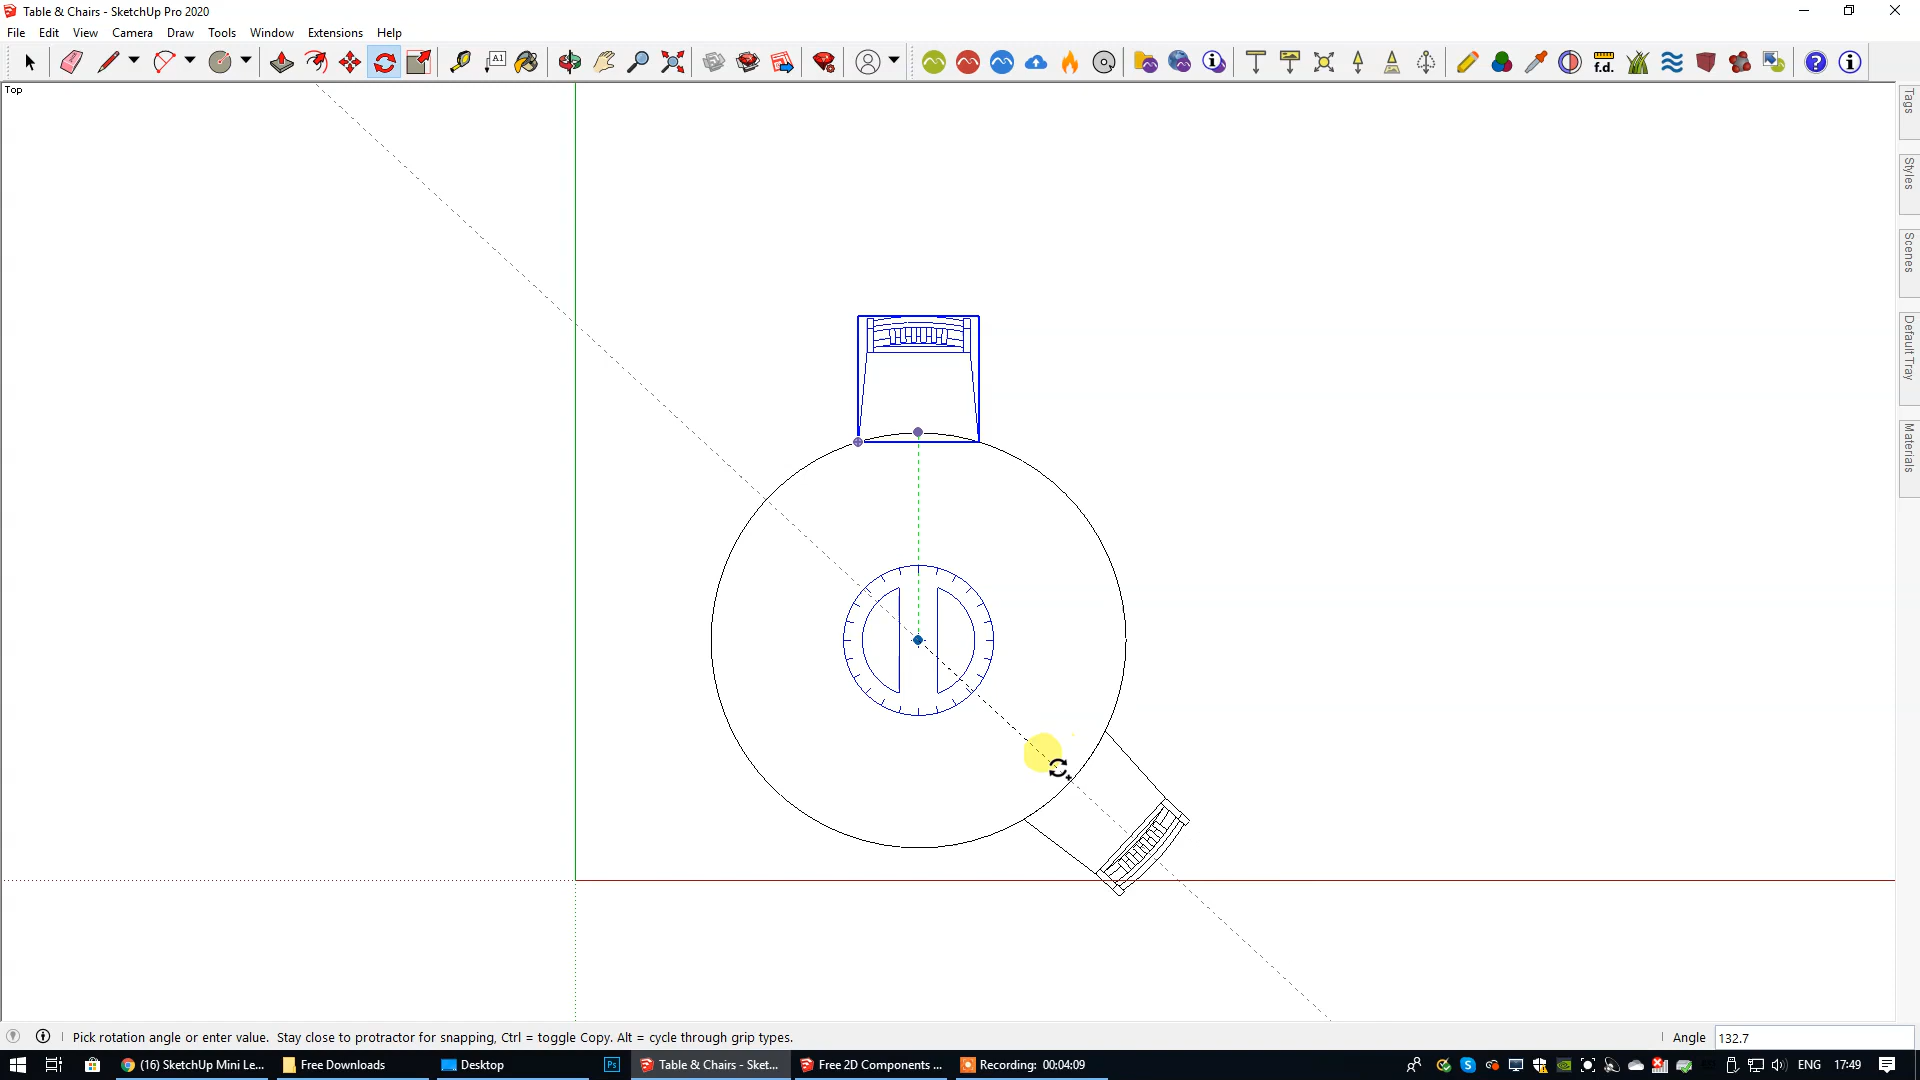 Table & Chairs - SketchUp Pro 2020
File Edit View Camera Draw Tools Window Extensions Help
A1
f.d.
Top
Tags
Styles
Scenes
Default Tray
Materials
Pick rotation angle or enter value. Stay close to protractor for snapping, Ctrl = toggle Copy. Alt = cycle through grip types.
Angle 132.7
(16) SketchUp Mini Le... Free Downloads Desktop Ps Table & Chairs - Sket... Free 2D Components ... Recording: 00:04:09 ENG 17:49